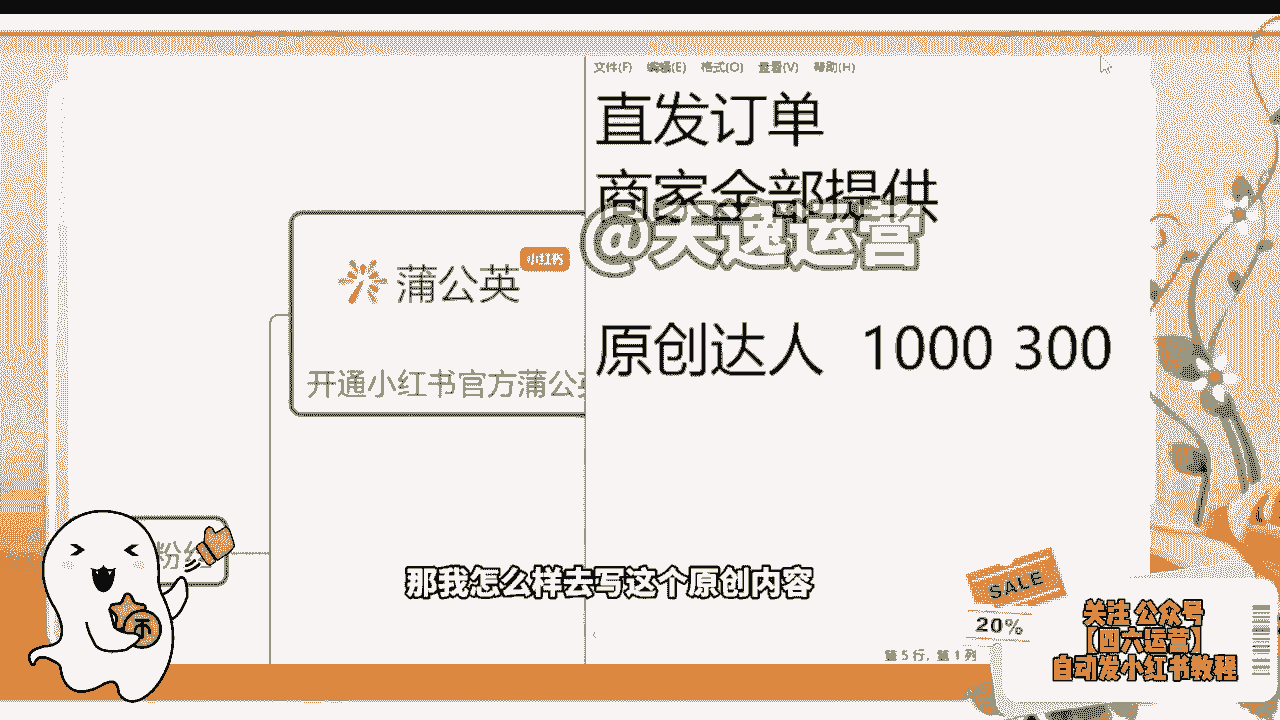 文件(F) 编辑(E) 格式(O) 查看(V) 帮助(H)
直发订单
商家全部提供
@天逸运营
小红书
蒲公英
原创达人 1000 300
开通小红书官方蒲公英
粉丝
那我怎么样去写这个原创内容
SALE
20%
关注 公众号
【四六运营】
自动发小红书教程
第 5 行, 第 1 列
币